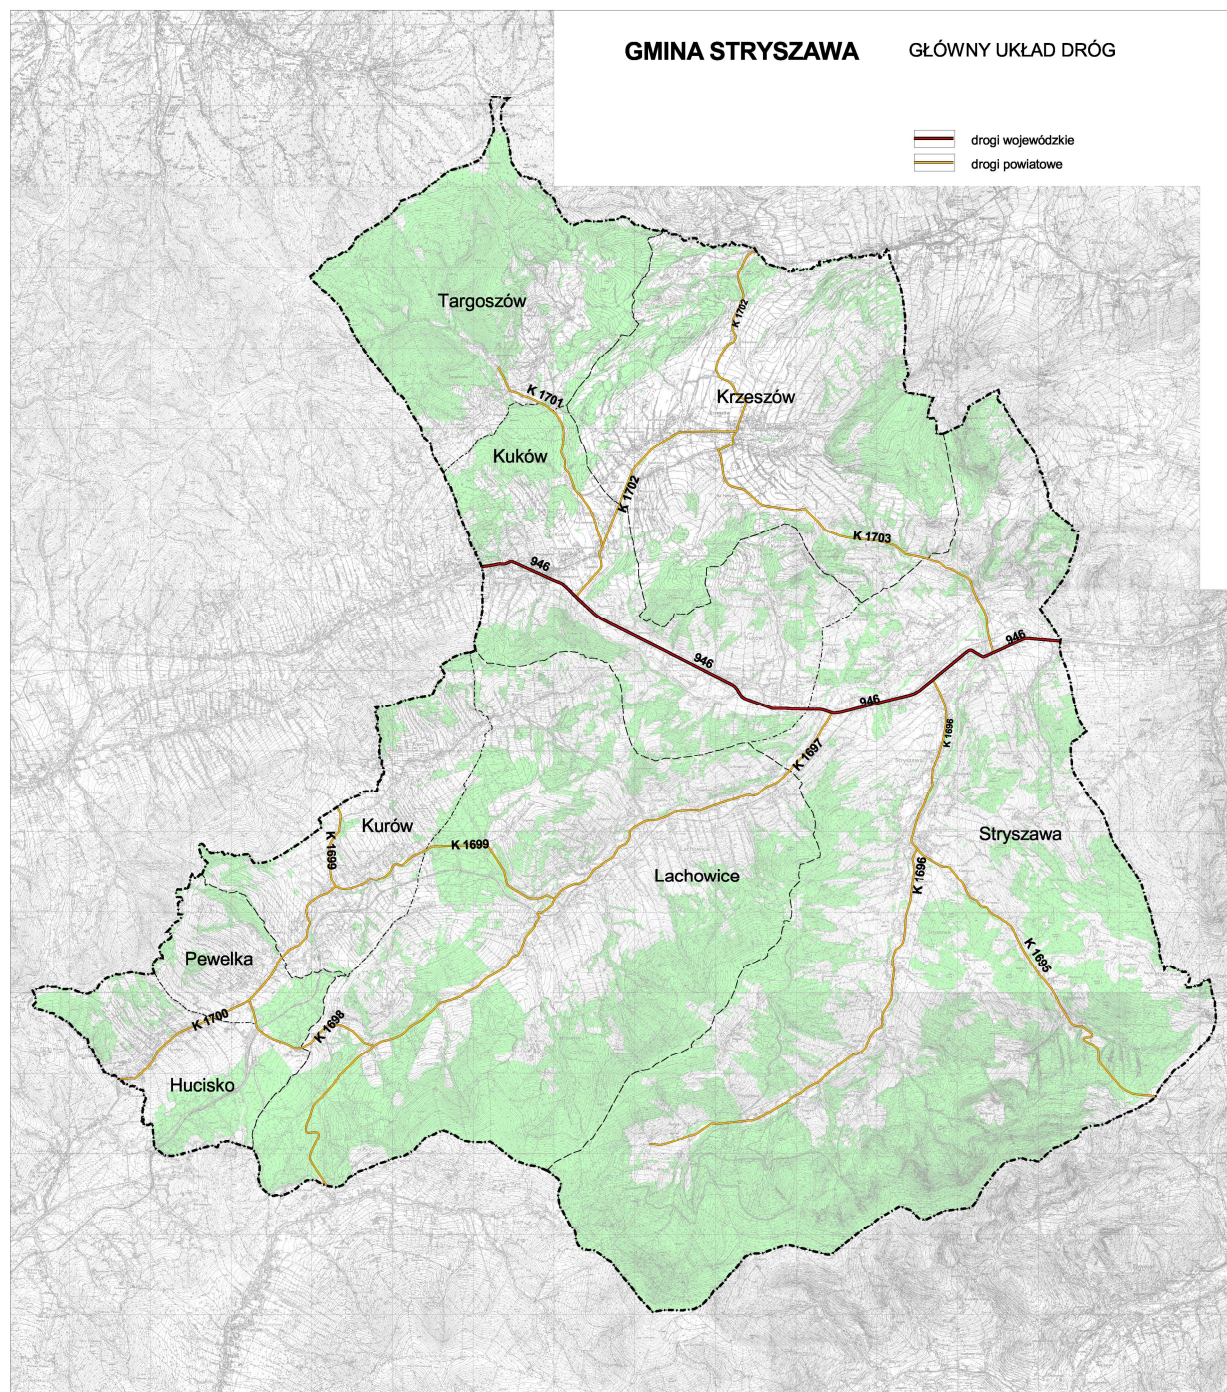 GMINA STRYSZAWA GŁÓWNY UKŁAD DRÓG
drogi wojewódzkie
drogi powiatowe
Targoszów
K 1702
K 1701
Krzeszów
Kuków
K 1702
K 1703
946
946
946
946
K 1696
K 1697
Kurów
K 1699
K 1699
Stryszawa
Lachowice
K 1696
Pewelka
K 1695
K 1700
K 1698
Hucisko